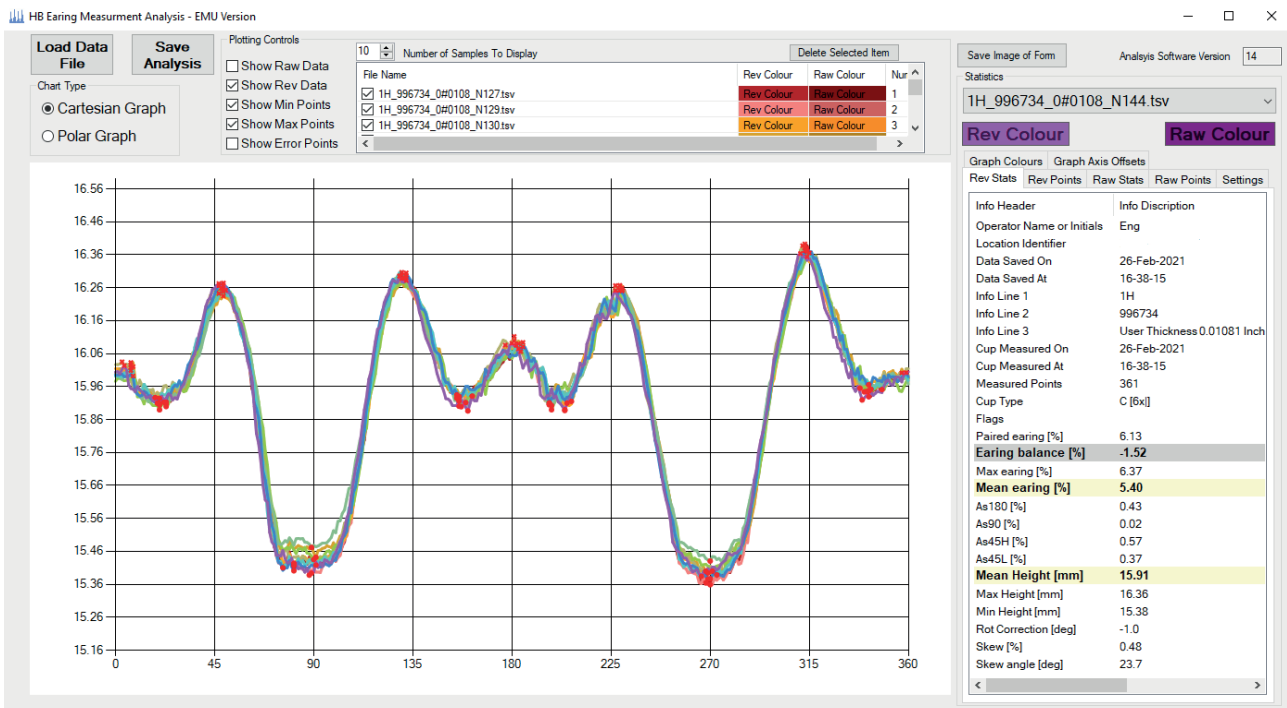 HB Earing Measurment Analysis - EMU Version
Load Data File
Save Analysis
Chart Type
Cartesian Graph
Polar Graph
Plotting Controls
Show Raw Data
Show Rev Data
Show Min Points
Show Max Points
Show Error Points
10 Number of Samples To Display
Delete Selected Item
File Name Rev Colour Raw Colour Nur
1H_996734_0#0108_N127.tsv Rev Colour Raw Colour 1
1H_996734_0#0108_N129.tsv Rev Colour Raw Colour 2
1H_996734_0#0108_N130.tsv Rev Colour Raw Colour 3
16.56
16.46
16.36
16.26
16.16
16.06
15.96
15.86
15.76
15.66
15.56
15.46
15.36
15.26
15.16
0 45 90 135 180 225 270 315 360
Save Image of Form
Analsyis Software Version 14
Statistics
1H_996734_0#0108_N144.tsv
Rev Colour Raw Colour
Graph Colours Graph Axis Offsets
Rev Stats Rev Points Raw Stats Raw Points Settings
Info Header Info Discription
Operator Name or Initials Eng
Location Identifier
Data Saved On 26-Feb-2021
Data Saved At 16-38-15
Info Line 1 1H
Info Line 2 996734
Info Line 3 User Thickness 0.01081 Inch
Cup Measured On 26-Feb-2021
Cup Measured At 16-38-15
Measured Points 361
Cup Type C [6x|]
Flags
Paired earing [%] 6.13
Earing balance [%] -1.52
Max earing [%] 6.37
Mean earing [%] 5.40
As180 [%] 0.43
As90 [%] 0.02
As45H [%] 0.57
As45L [%] 0.37
Mean Height [mm] 15.91
Max Height [mm] 16.36
Min Height [mm] 15.38
Rot Correction [deg] -1.0
Skew [%] 0.48
Skew angle [deg] 23.7